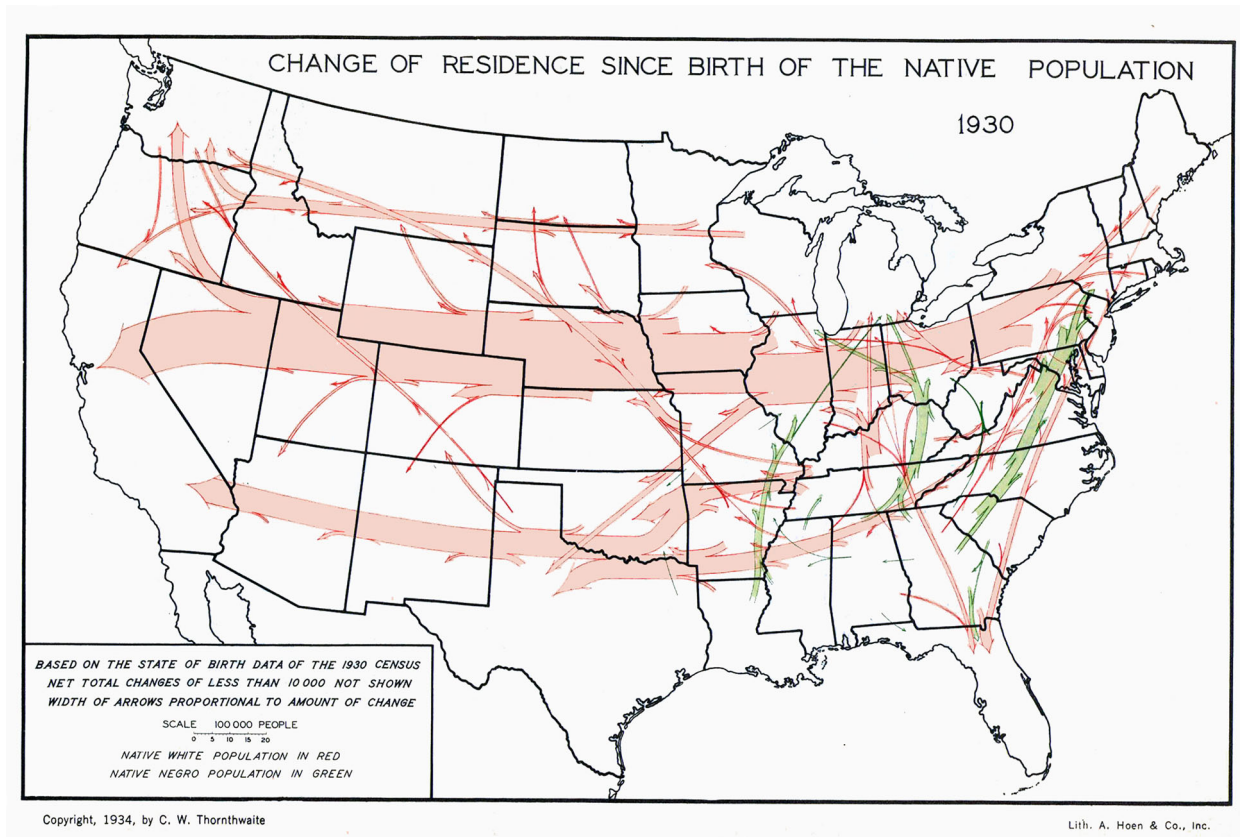 CHANGE OF RESIDENCE SINCE BIRTH OF THE NATIVE POPULATION
1930
BASED ON THE STATE OF BIRTH DATA OF THE 1930 CENSUS
NET TOTAL CHANGES OF LESS THAN 10 000 NOT SHOWN
WIDTH OF ARROWS PROPORTIONAL TO AMOUNT OF CHANGE
SCALE 100 000 PEOPLE
0 5 10 15 20
NATIVE WHITE POPULATION IN RED
NATIVE NEGRO POPULATION IN GREEN
Copyright, 1934, by C. W. Thornthwaite
Lith. A. Hoen & Co., Inc.